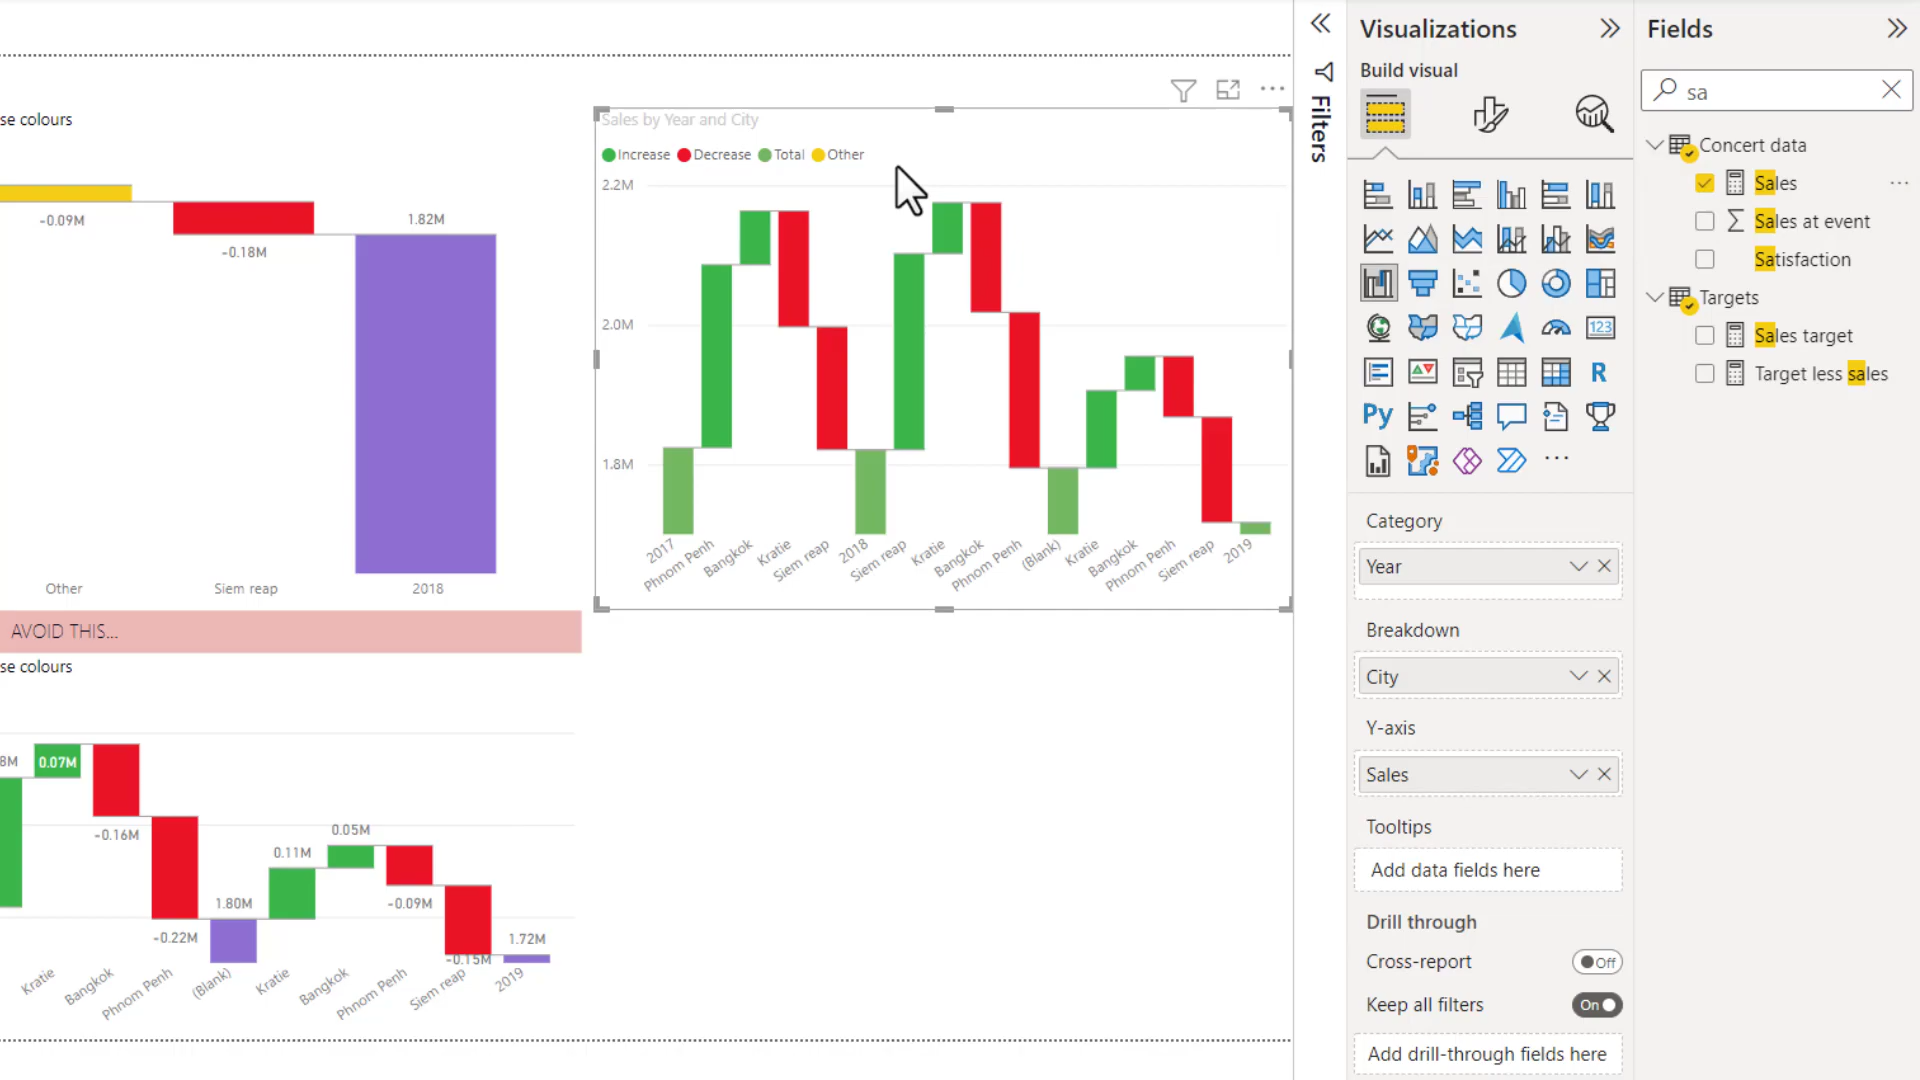 se colours
-0.09M
-0.18M
1.82M
Other
Siem reap
2018
AVOID THIS...
se colours
8M
0.07M
-0.16M
-0.22M
1.80M
0.11M
0.05M
-0.09M
-0.15M
1.72M
Kratie
Bangkok
Phnom Penh
(Blank)
Kratie
Bangkok
Phnom Penh
Siem reap
2019
Sales by Year and City
Increase Decrease Total Other
2.2M
2.0M
1.8M
2017
Phnom Penh
Bangkok
Kratie
Siem reap
2018
Siem reap
Kratie
Bangkok
Phnom Penh
(Blank)
Kratie
Bangkok
Phnom Penh
Siem reap
2019
Filters
Visualizations
Build visual
123
R
Py
Category
Year
Breakdown
City
Y-axis
Sales
Tooltips
Add data fields here
Drill through
Cross-report
Off
Keep all filters
On
Add drill-through fields here
Fields
sa
Concert data
Sales
Sales at event
Satisfaction
Targets
Sales target
Target less sales